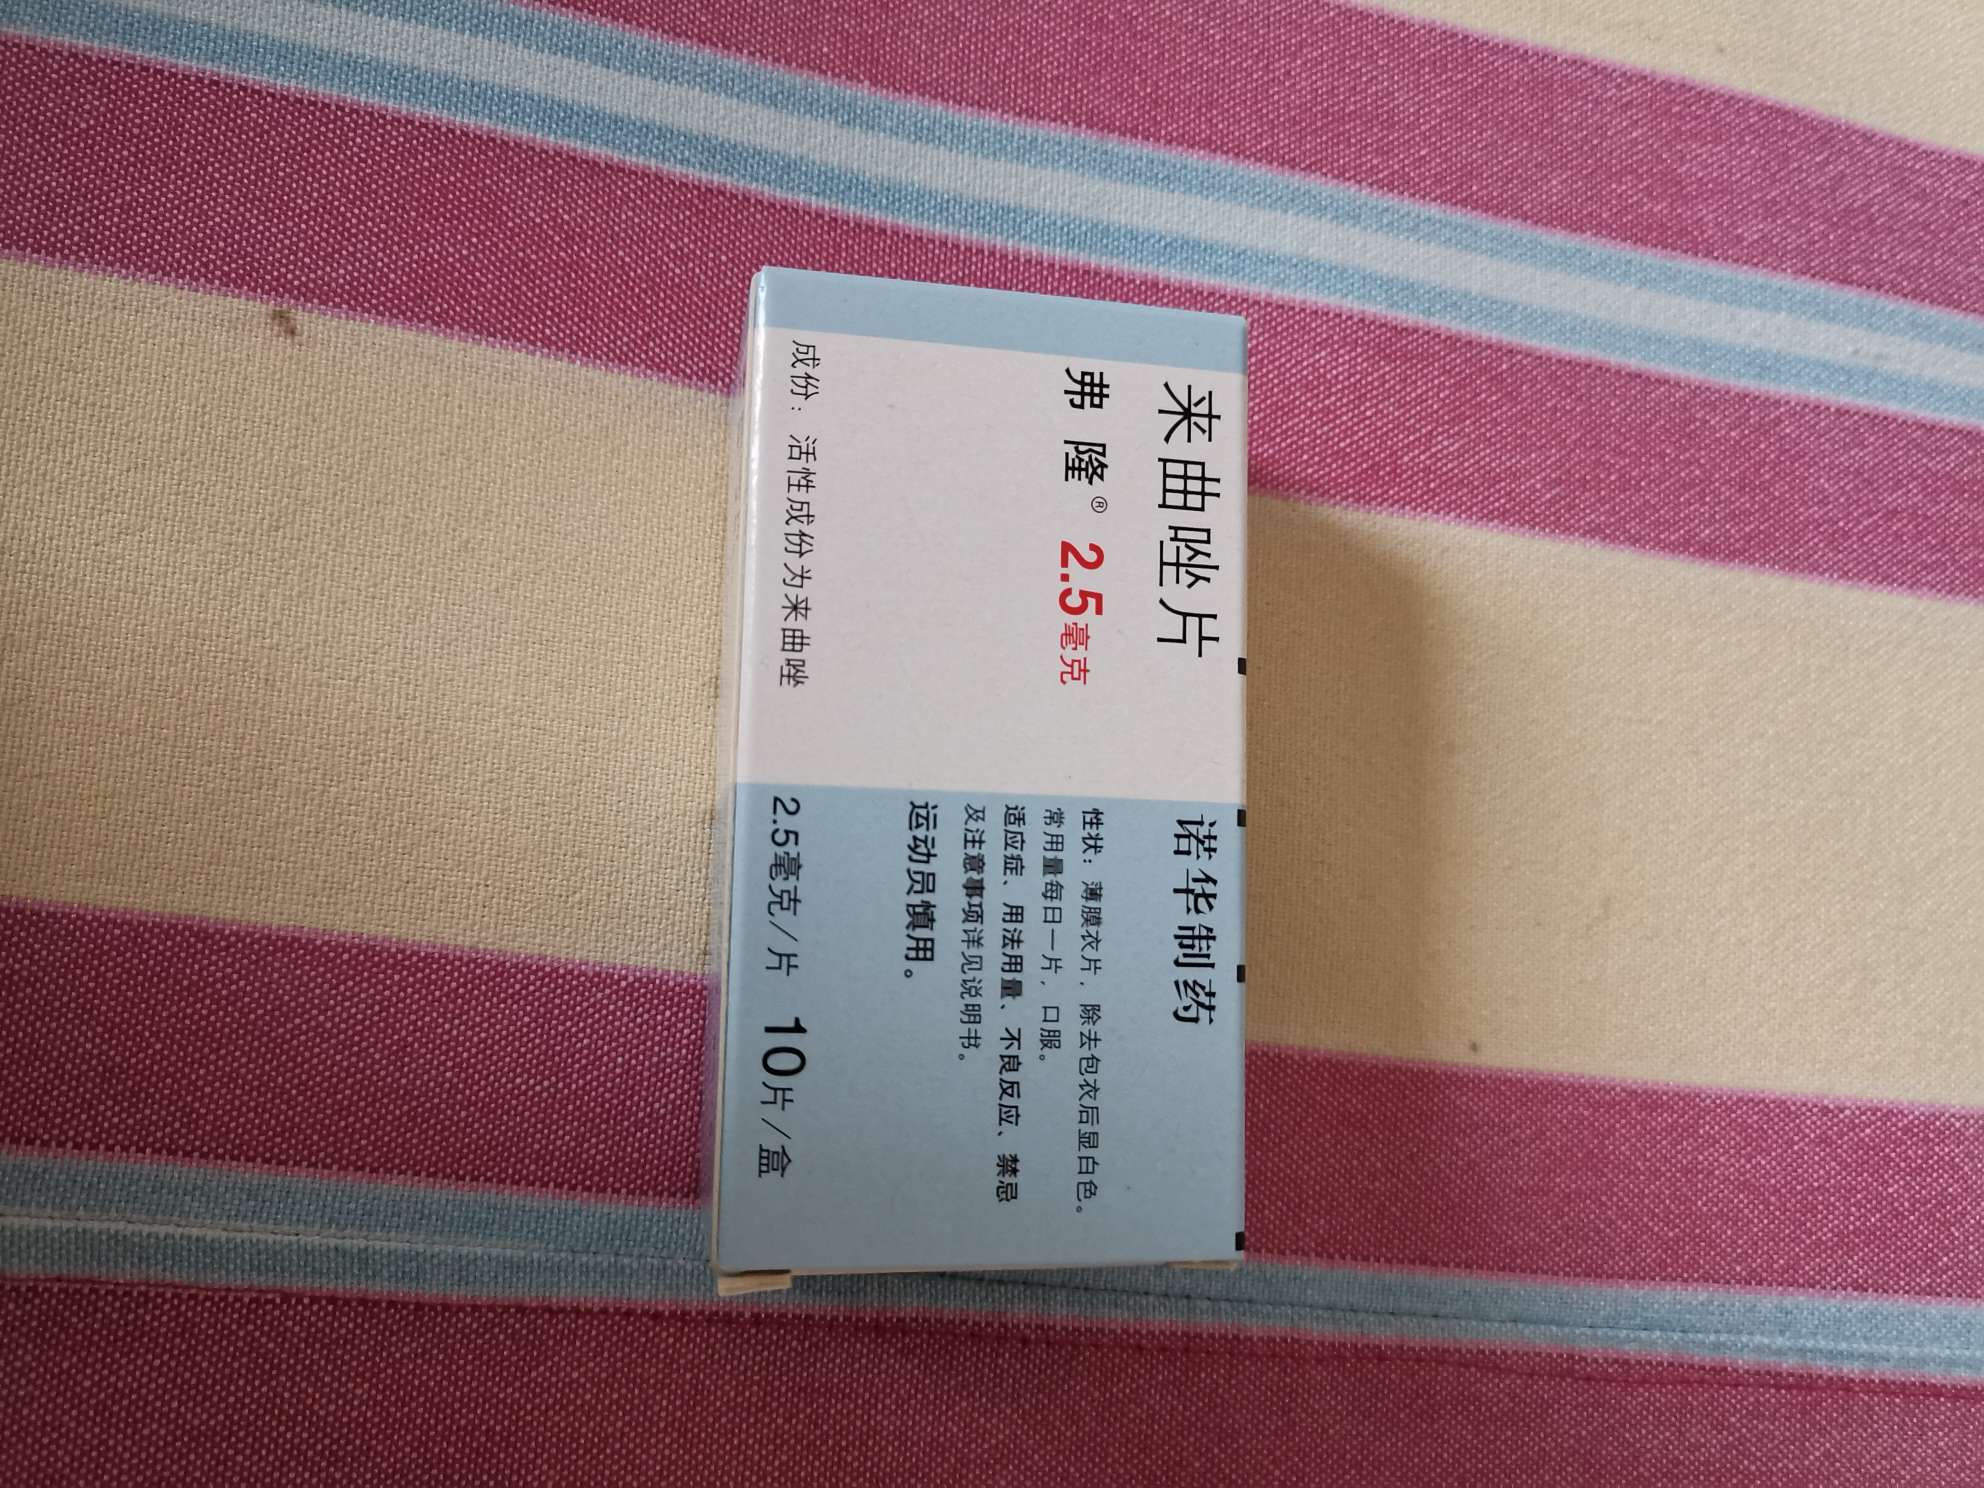 来曲唑片
弗隆® 2.5毫克
成份：活性成份为来曲唑
诺华制药
性状：薄膜衣片，除去包衣后显白色。
常用量每日一片，口服。
适应症、用法用量、不良反应、禁忌
及注意事项详见说明书。
运动员慎用。
2.5毫克/片 10片/盒